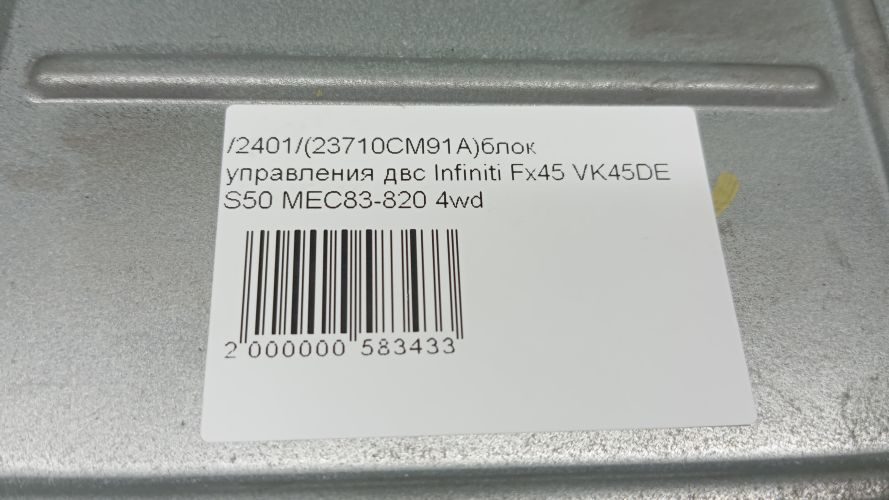 /2401/(23710CM91A)блок
управления двс Infiniti Fx45 VK45DE
S50 MEC83-820 4wd
2 000000 583433